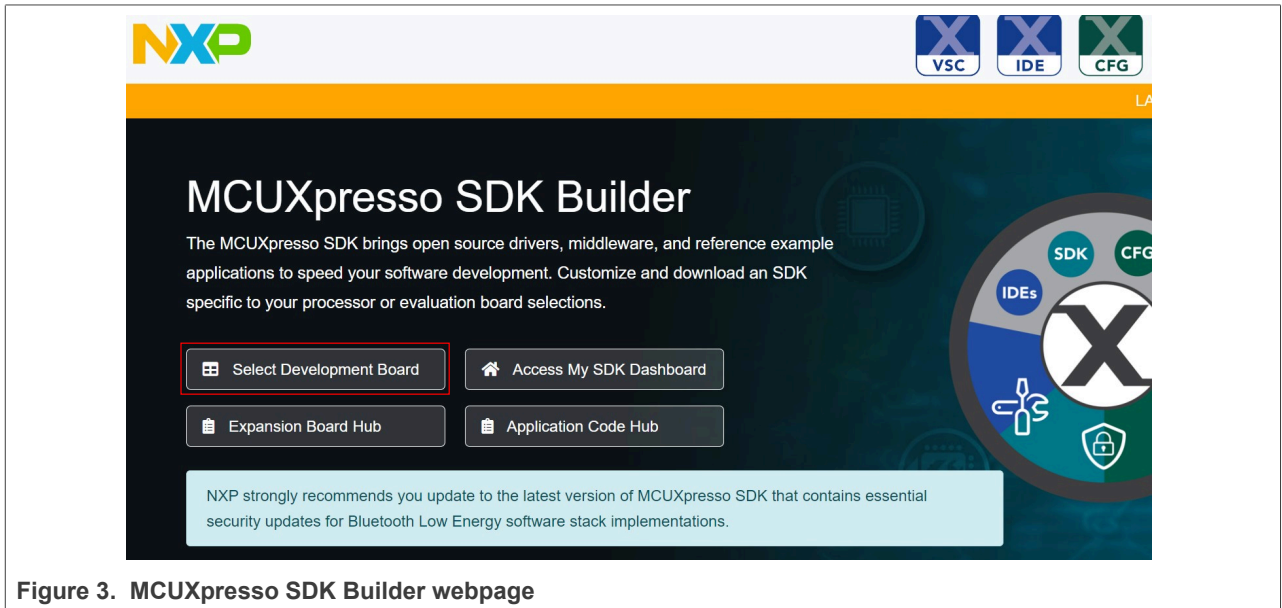 NXP
VSC
IDE
CFG
LA
MCUXpresso SDK Builder
The MCUXpresso SDK brings open source drivers, middleware, and reference example
applications to speed your software development. Customize and download an SDK
specific to your processor or evaluation board selections.
SDK
CFG
IDEs
X
Select Development Board
Access My SDK Dashboard
Expansion Board Hub
Application Code Hub
NXP strongly recommends you update to the latest version of MCUXpresso SDK that contains essential
security updates for Bluetooth Low Energy software stack implementations.
Figure 3. MCUXpresso SDK Builder webpage